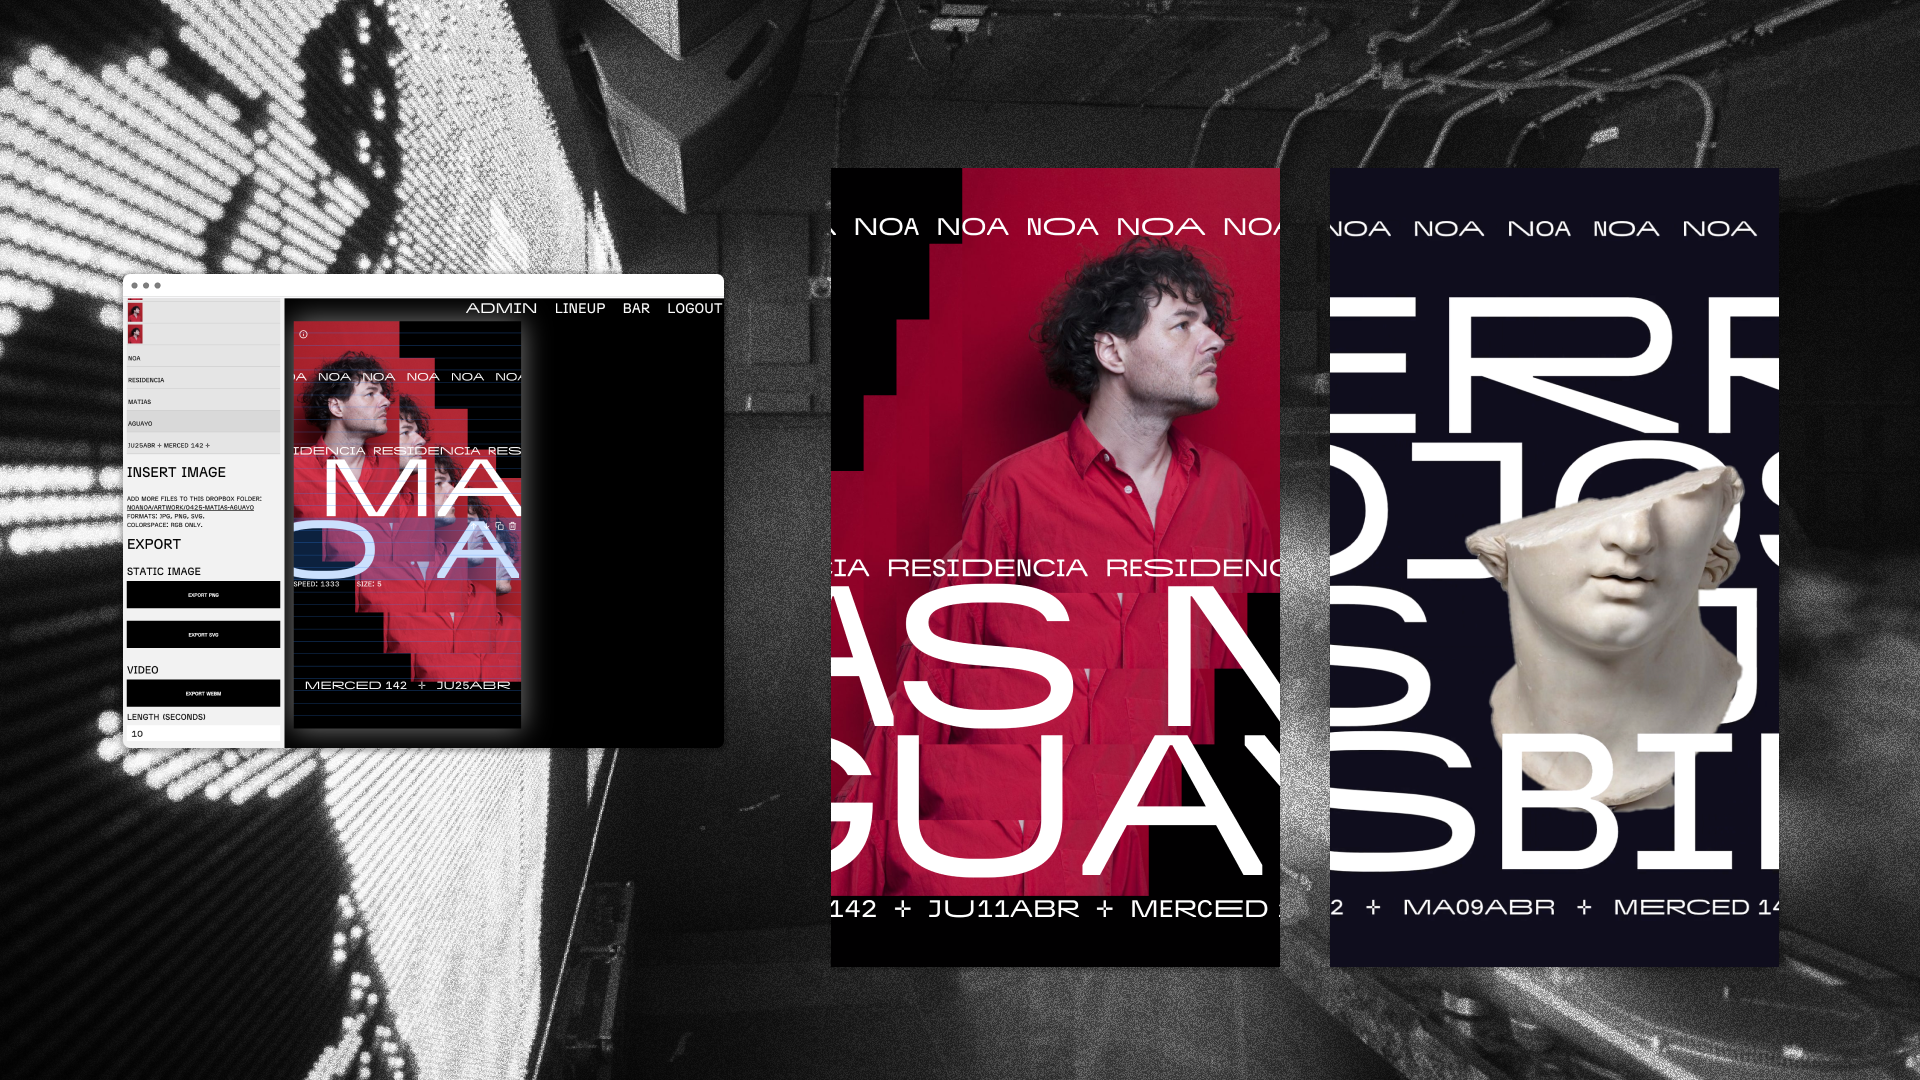 ADMIN LINEUP BAR LOGOUT
NOA
RESIDENCIA
MATIAS
AGUAYO
JU25ABR ✢ MERCED 142 ✢
INSERT IMAGE
ADD MORE FILES TO THIS DROPBOX FOLDER:
NOANOA/ARTWORK/0425-MATIAS-AGUAYO
FORMATS: JPG, PNG, SVG.
COLORSPACE: RGB ONLY.
EXPORT
STATIC IMAGE
EXPORT PNG
EXPORT SVG
VIDEO
EXPORT WEBM
LENGTH (SECONDS)
10
OA NOA NOA NOA NOA NOA
IDENCIA RESIDENCIA RES
MA
O A
SPEED: 1333 SIZE: 5
MERCED 142 ✢ JU25ABR
A NOA NOA NOA NOA NOA
CIA RESIDENCIA RESIDENC
AS M
GUAY
142 ✢ JU11ABR ✢ MERCED
NOA NOA NOA NOA NOA
ERR
OJOS
S J
SBI
2 ✢ MA09ABR ✢ MERCED 14